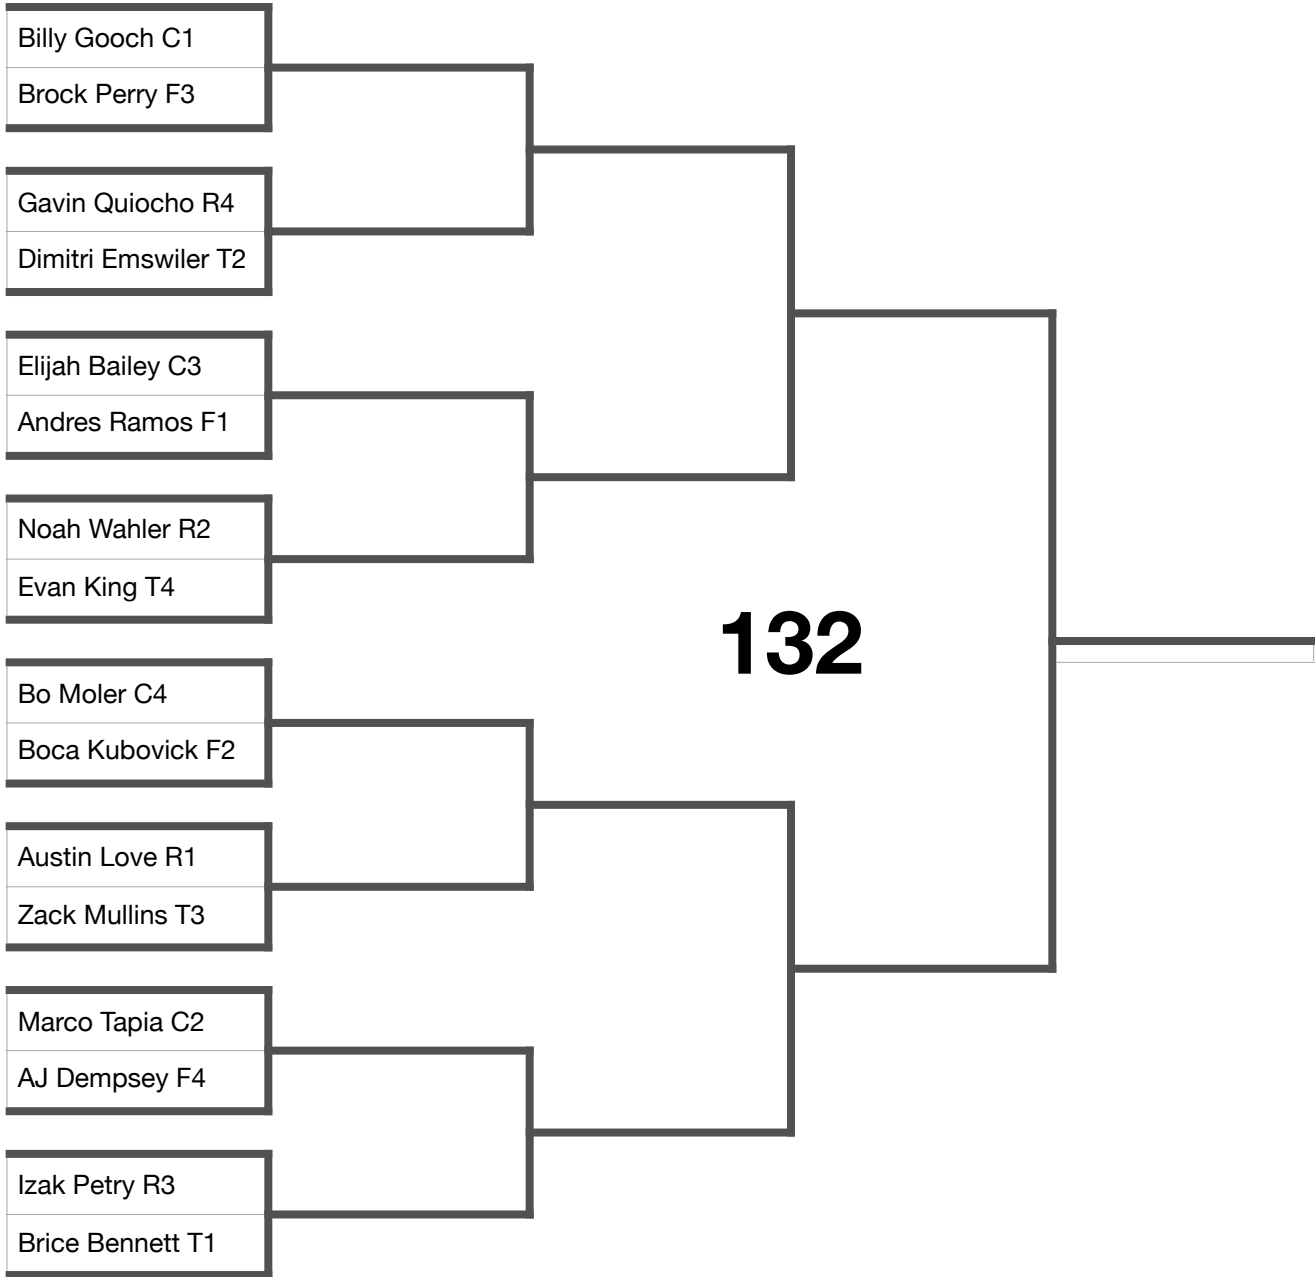 Billy Gooch C1
Brock Perry F3
Gavin Quiocho R4
Dimitri Emswiler T2
Elijah Bailey C3
Andres Ramos F1
Noah Wahler R2
Evan King T4
132
Bo Moler C4
Boca Kubovick F2
Austin Love R1
Zack Mullins T3
Marco Tapia C2
AJ Dempsey F4
Izak Petry R3
Brice Bennett T1